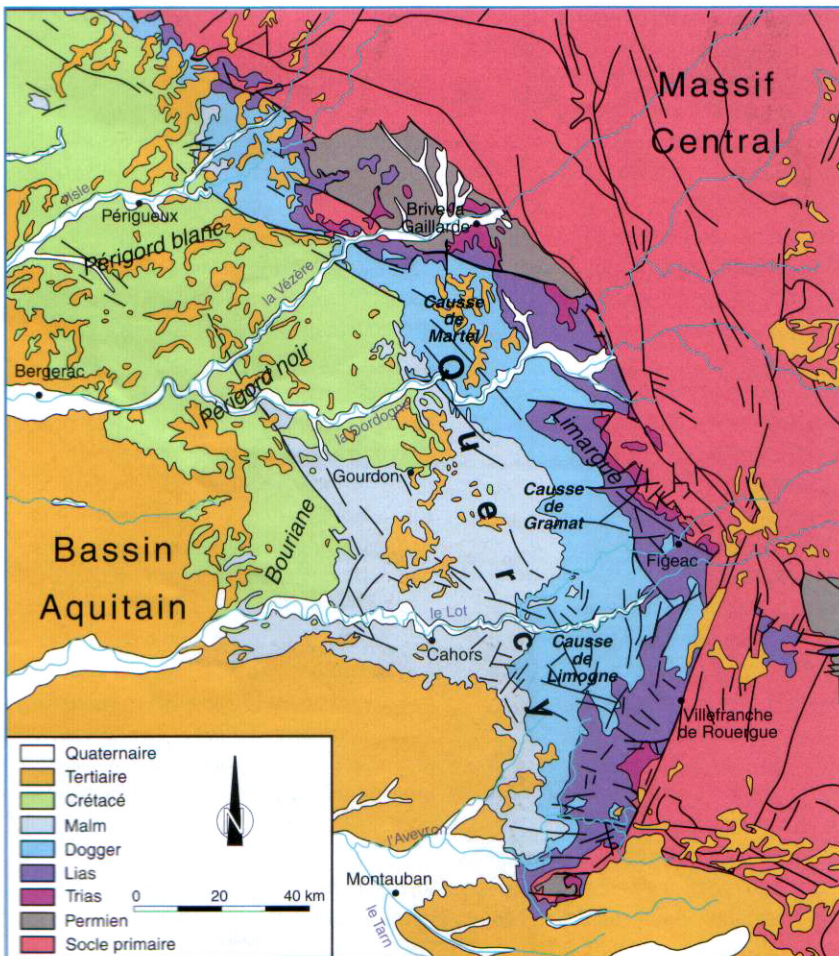 Massif
Central
l'Isle
Périgueux
Brive la
Gaillarde
Périgord blanc
la Vézère
Causse
de
Martel
Bergerac
Périgord noir
la Dordogne
Limargue
Quercy
Gourdon
Causse
de
Gramat
Bassin
Aquitain
Bouriane
Figeac
le Lot
Cahors
Causse
de
Limogne
Villefranche
de Rouergue
Quaternaire
Tertiaire
Crétacé
Malm
Dogger
Lias
Trias
Permien
Socle primaire
N
0 20 40 km
l'Aveyron
Montauban
le Tarn